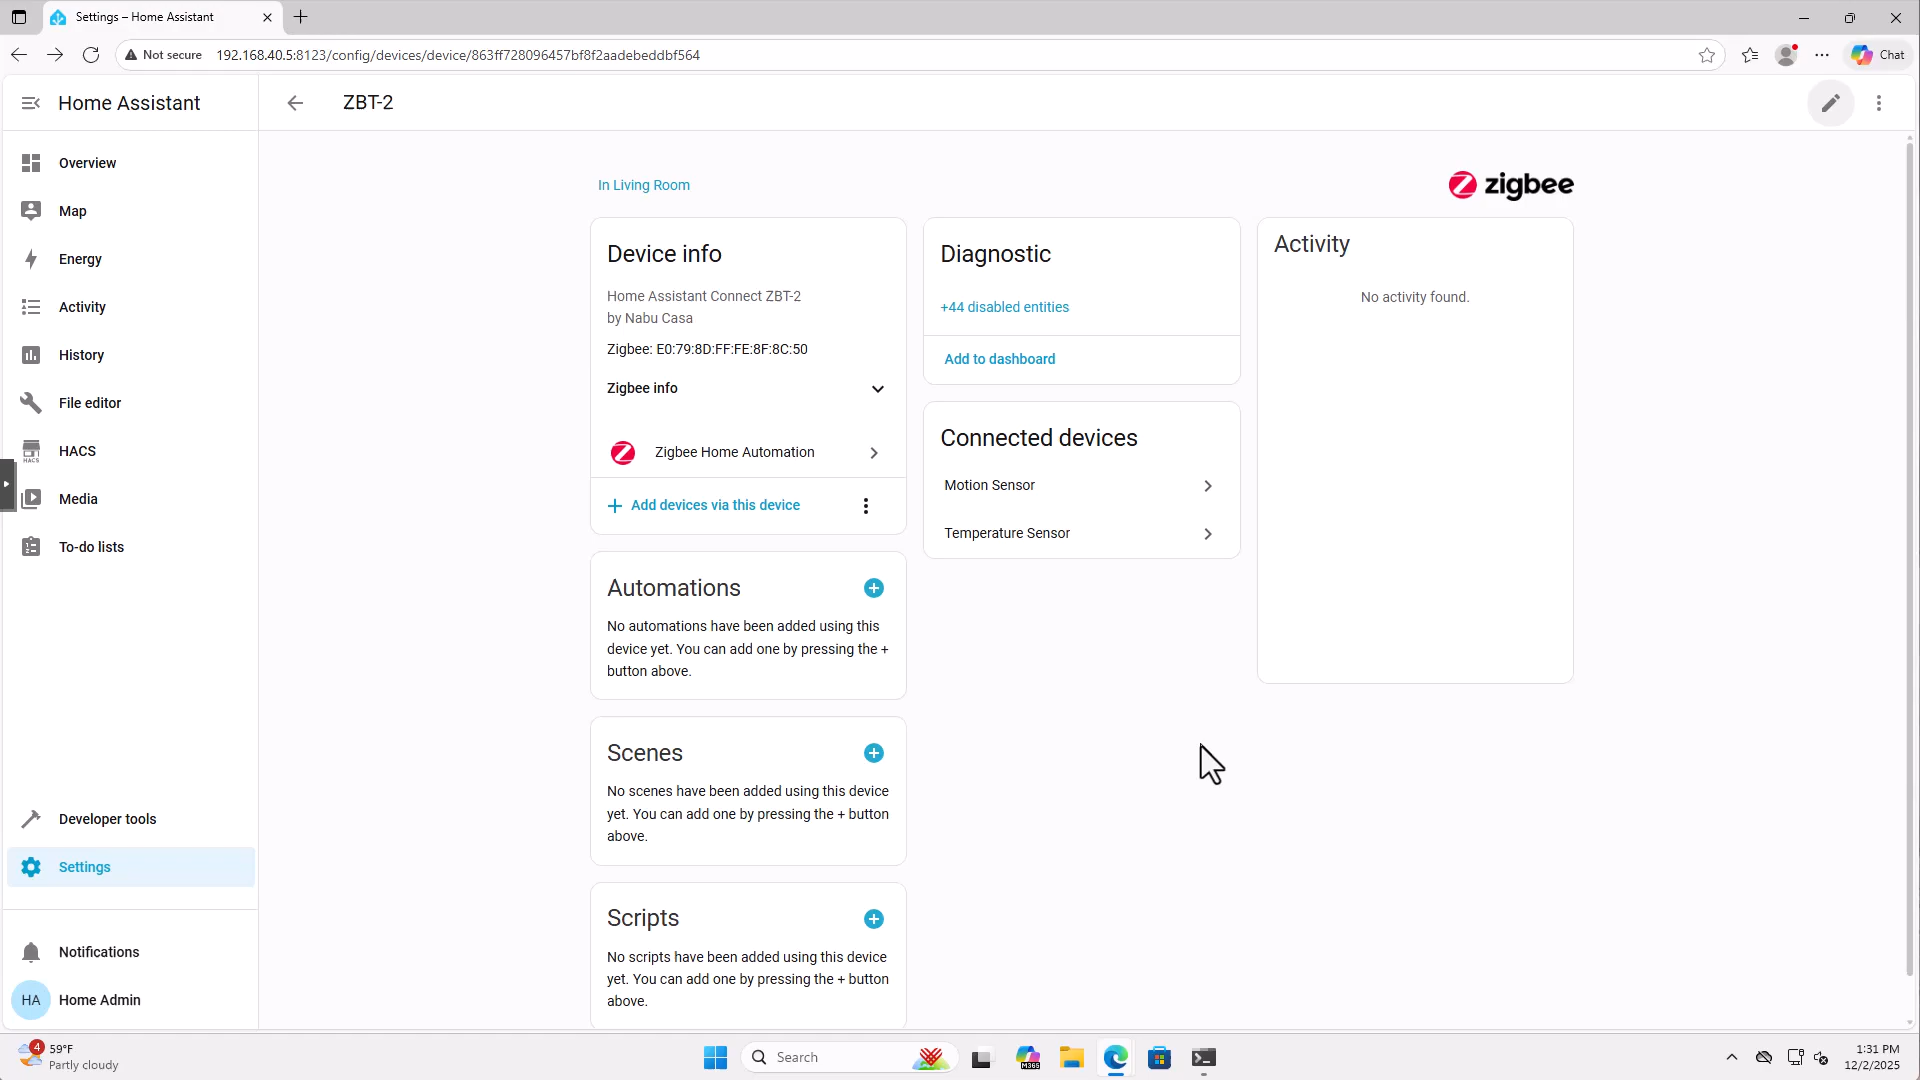 Settings – Home Assistant
Not secure 192.168.40.5:8123/config/devices/device/863ff728096457bf8f2aadebeddbf564
Chat
Home Assistant
ZBT-2
Overview
Map
Energy
Activity
History
File editor
HACS
HACS
Media
To-do lists
Developer tools
Settings
Notifications
HA
Home Admin
In Living Room
zigbee
Device info
Home Assistant Connect ZBT-2
by Nabu Casa
Zigbee: E0:79:8D:FF:FE:8F:8C:50
Zigbee info
Zigbee Home Automation
Add devices via this device
Automations
No automations have been added using this
device yet. You can add one by pressing the +
button above.
Scenes
No scenes have been added using this device
yet. You can add one by pressing the + button
above.
Scripts
No scripts have been added using this device
yet. You can add one by pressing the + button
above.
Diagnostic
+44 disabled entities
Add to dashboard
Connected devices
Motion Sensor
Temperature Sensor
Activity
No activity found.
4
59°F
Partly cloudy
Search
M365
1:31 PM
12/2/2025